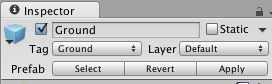 Inspector
Ground Static
Tag Ground Layer Default
Prefab Select Revert Apply